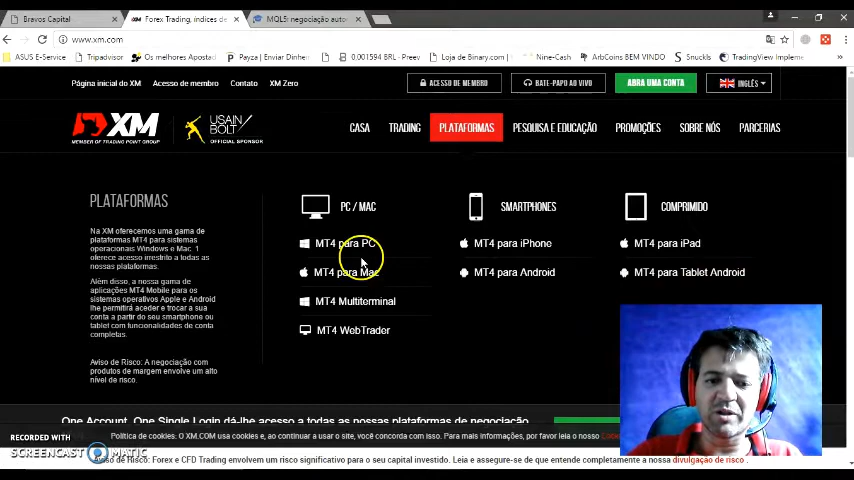 Bravos Capital
Forex Trading, índices de
MQL5: negociação auto
www.xm.com
ASUS E-Service
Tripadvisor
Os melhores Apostad
Payza | Enviar Dinhei
0.001594 BRL - Preev
Loja de Binary.com |
Nine-Cash
ArbCoins BEM VINDO
Snuckls
TradingView Impleme
Página inicial do XM
Acesso de membro
Contato
XM Zero
ACESSO DE MEMBRO
BATE-PAPO AO VIVO
ABRA UMA CONTA
INGLÊS
XM
MEMBER OF TRADING POINT GROUP
USAIN
BOLT
OFFICIAL SPONSOR
CASA
TRADING
PLATAFORMAS
PESQUISA E EDUCAÇÃO
PROMOÇÕES
SOBRE NÓS
PARCERIAS
PLATAFORMAS
Na XM oferecemos uma gama de
plataformas MT4 para sistemas
operacionais Windows e Mac. 1
oferece acesso irrestrito a todas as
nossas plataformas.
Além disso, a nossa gama de
aplicações MT4 Mobile para os
sistemas operativos Apple e Android
lhe permitirá aceder e trocar a sua
conta a partir do seu smartphone ou
tablet com funcionalidades de conta
completas.
Aviso de Risco: A negociação com
produtos de margem envolve um alto
nível de risco.
PC / MAC
MT4 para PC
MT4 para Mac
MT4 Multiterminal
MT4 WebTrader
SMARTPHONES
MT4 para iPhone
MT4 para Android
COMPRIMIDO
MT4 para iPad
MT4 para Tablet Android
One Account, One Single Login dá-lhe acesso a todas as nossas plataformas de negociação
Política de cookies: O XM.COM usa cookies e, ao continuar a usar o site, você concorda com isso. Para mais informações, por favor leia o nosso
Aviso de Risco: Forex e CFD Trading envolvem um risco significativo para o seu capital investido. Leia e assegure-se de que entende completamente a nossa divulgação de risco .
RECORDED WITH
SCREENCAST MATIC